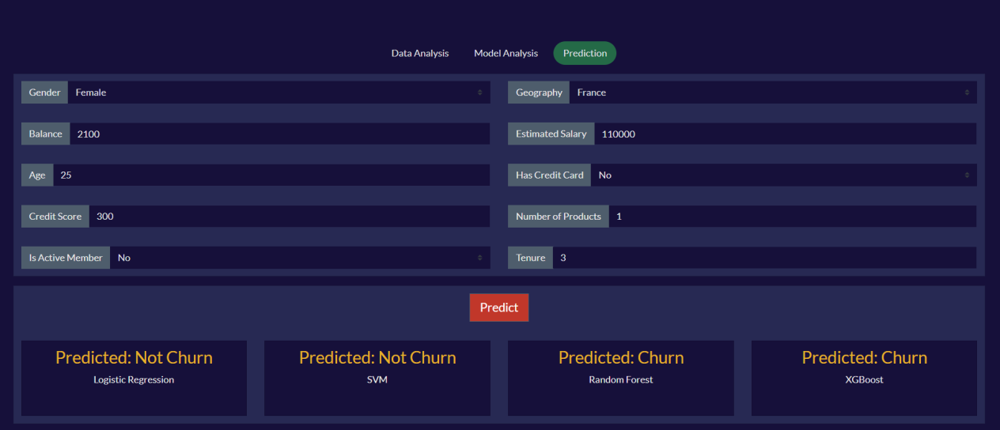 Data Analysis Model Analysis Prediction
Gender Female Geography France
Balance 2100 Estimated Salary 110000
Age 25 Has Credit Card No
Credit Score 300 Number of Products 1
Is Active Member No Tenure 3
Predict
Predicted: Not Churn Predicted: Not Churn Predicted: Churn Predicted: Churn
Logistic Regression SVM Random Forest XGBoost